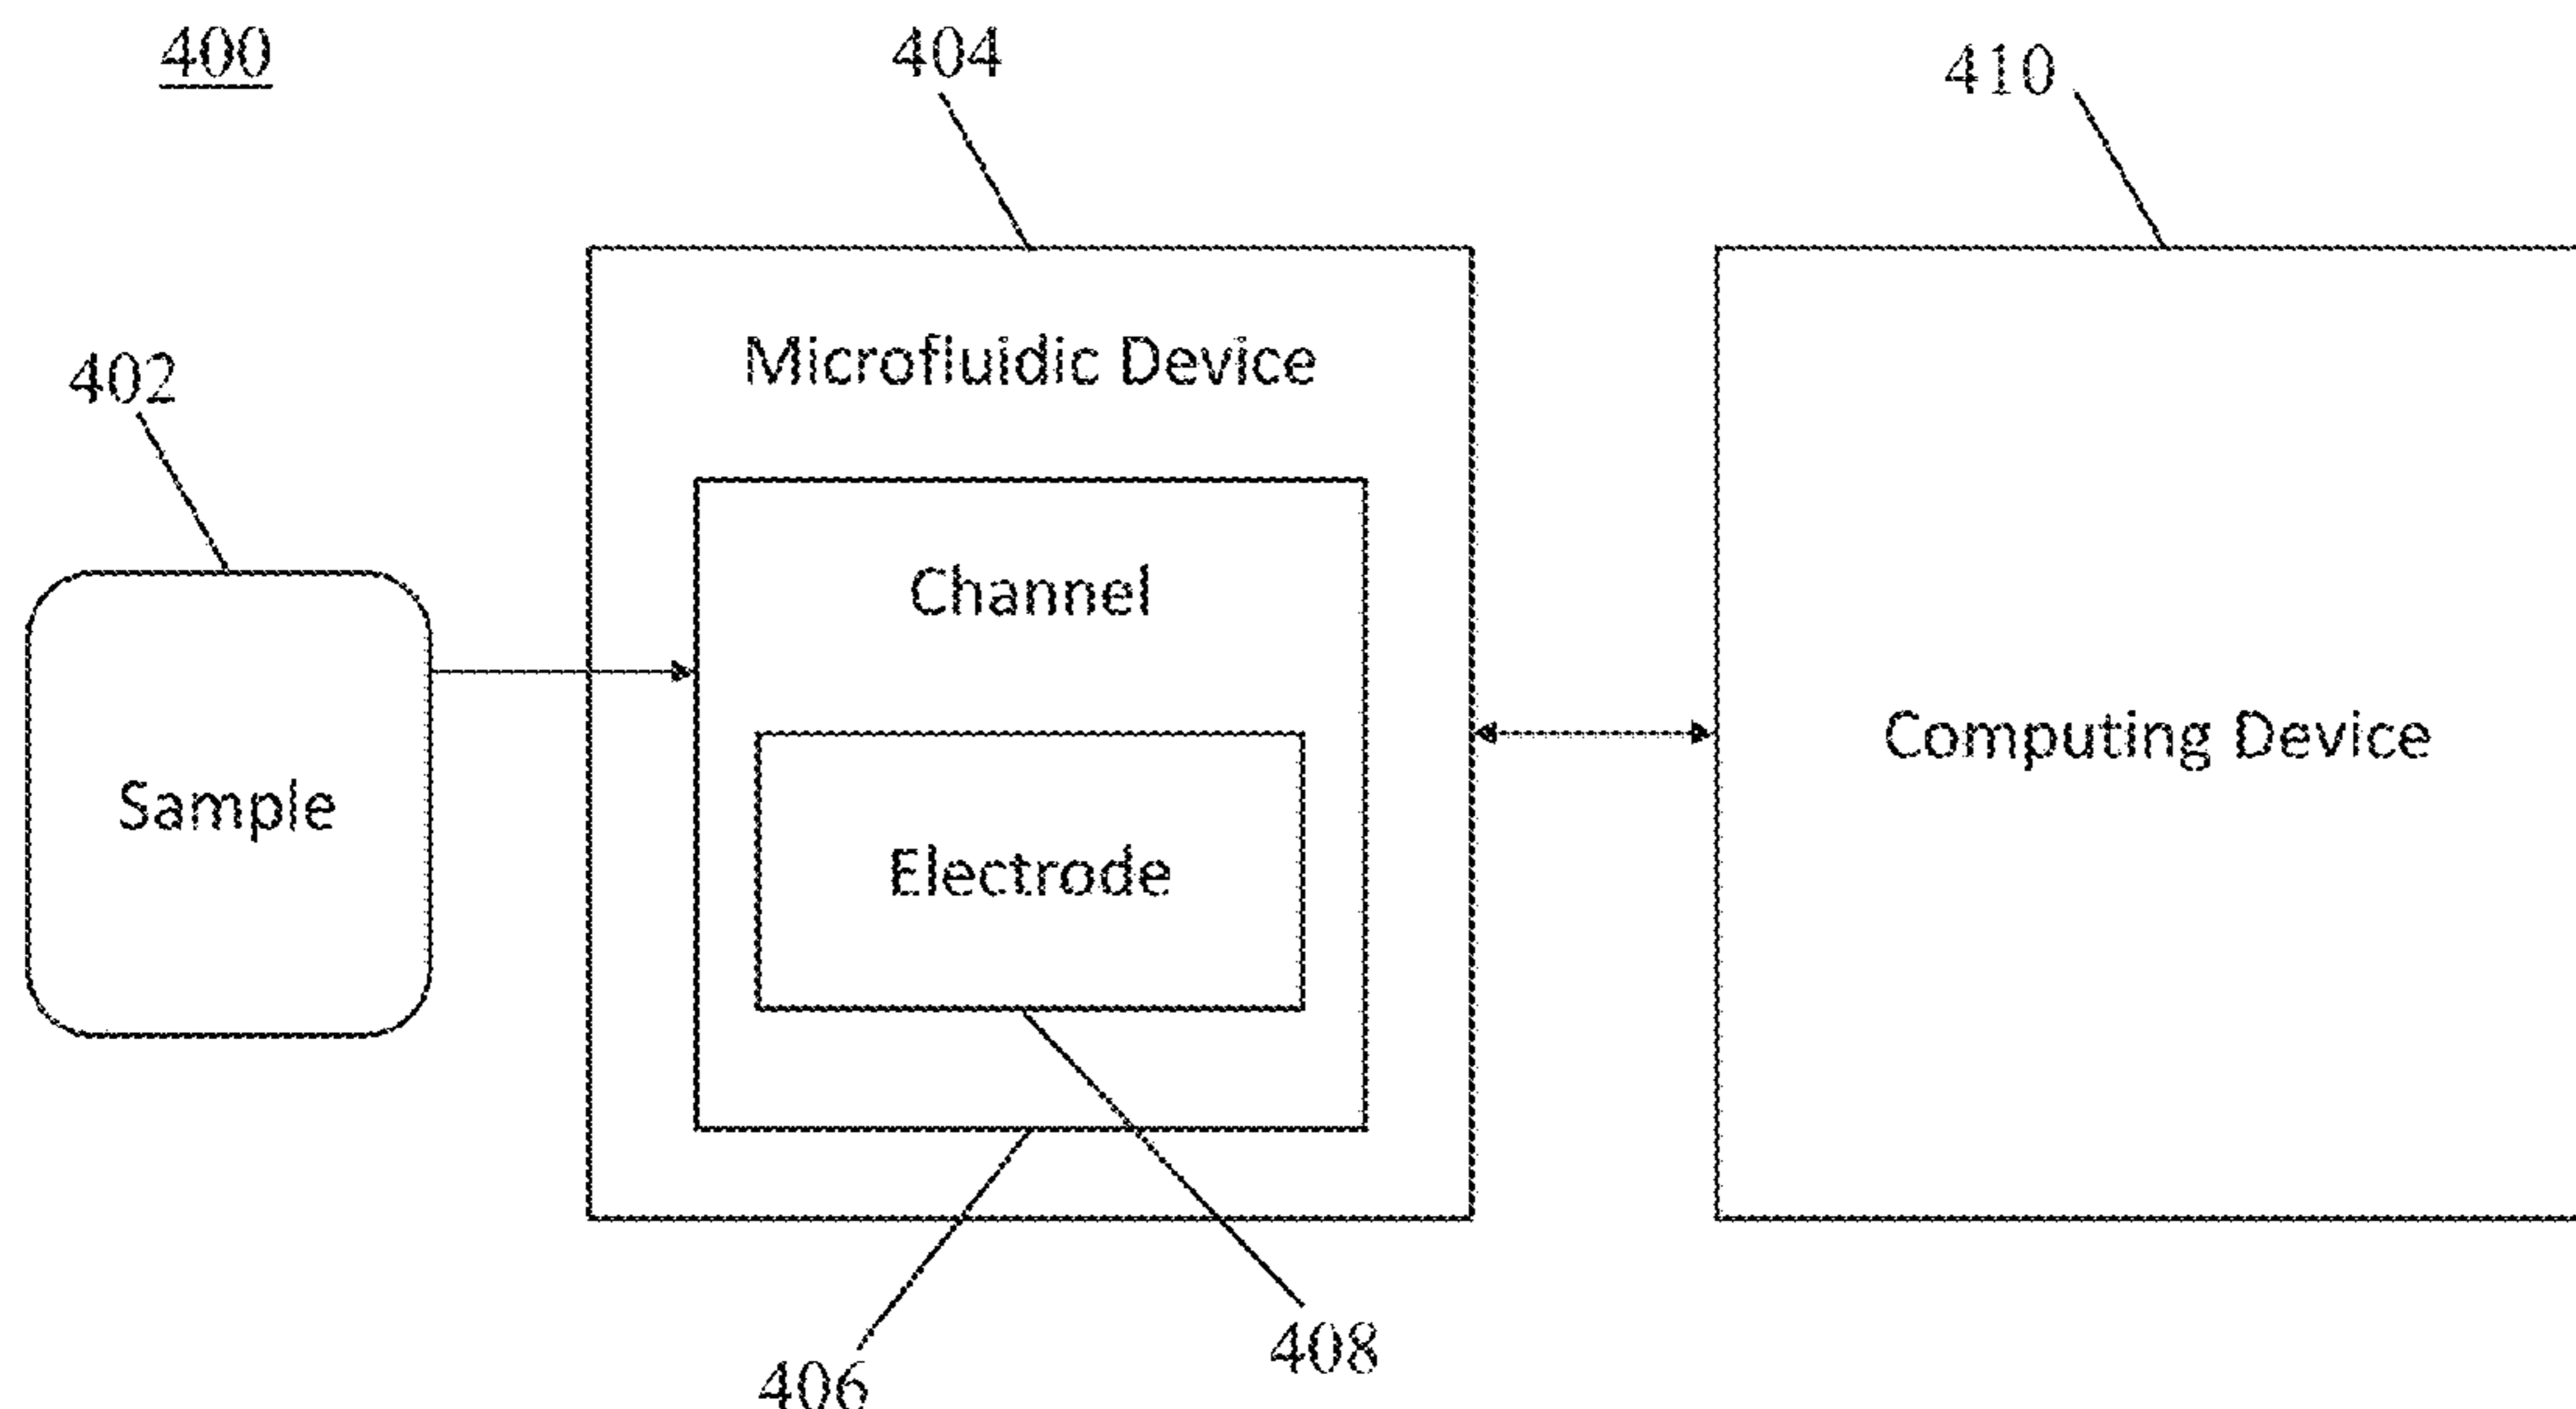 400
404
410
Microfluidic Device
402
Channel
Computing Device
Sample
Electrode
408
406